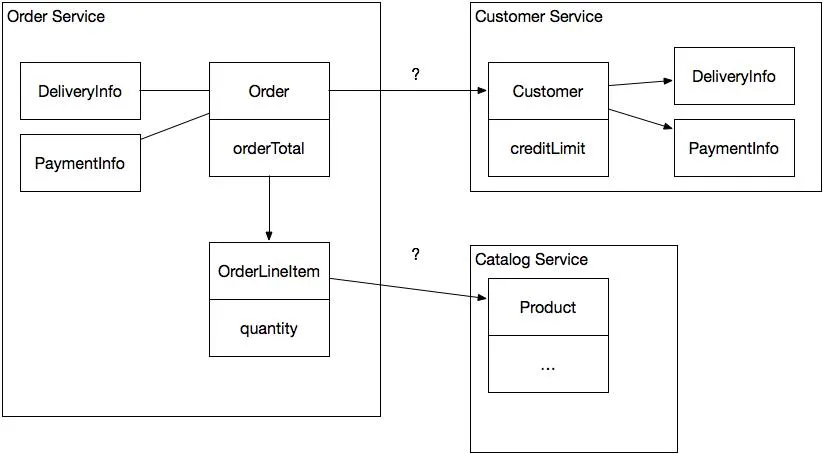 Order Service
DeliveryInfo
PaymentInfo
Order
orderTotal
OrderLineItem
quantity
?
?
Customer Service
Customer
creditLimit
DeliveryInfo
PaymentInfo
Catalog Service
Product
...